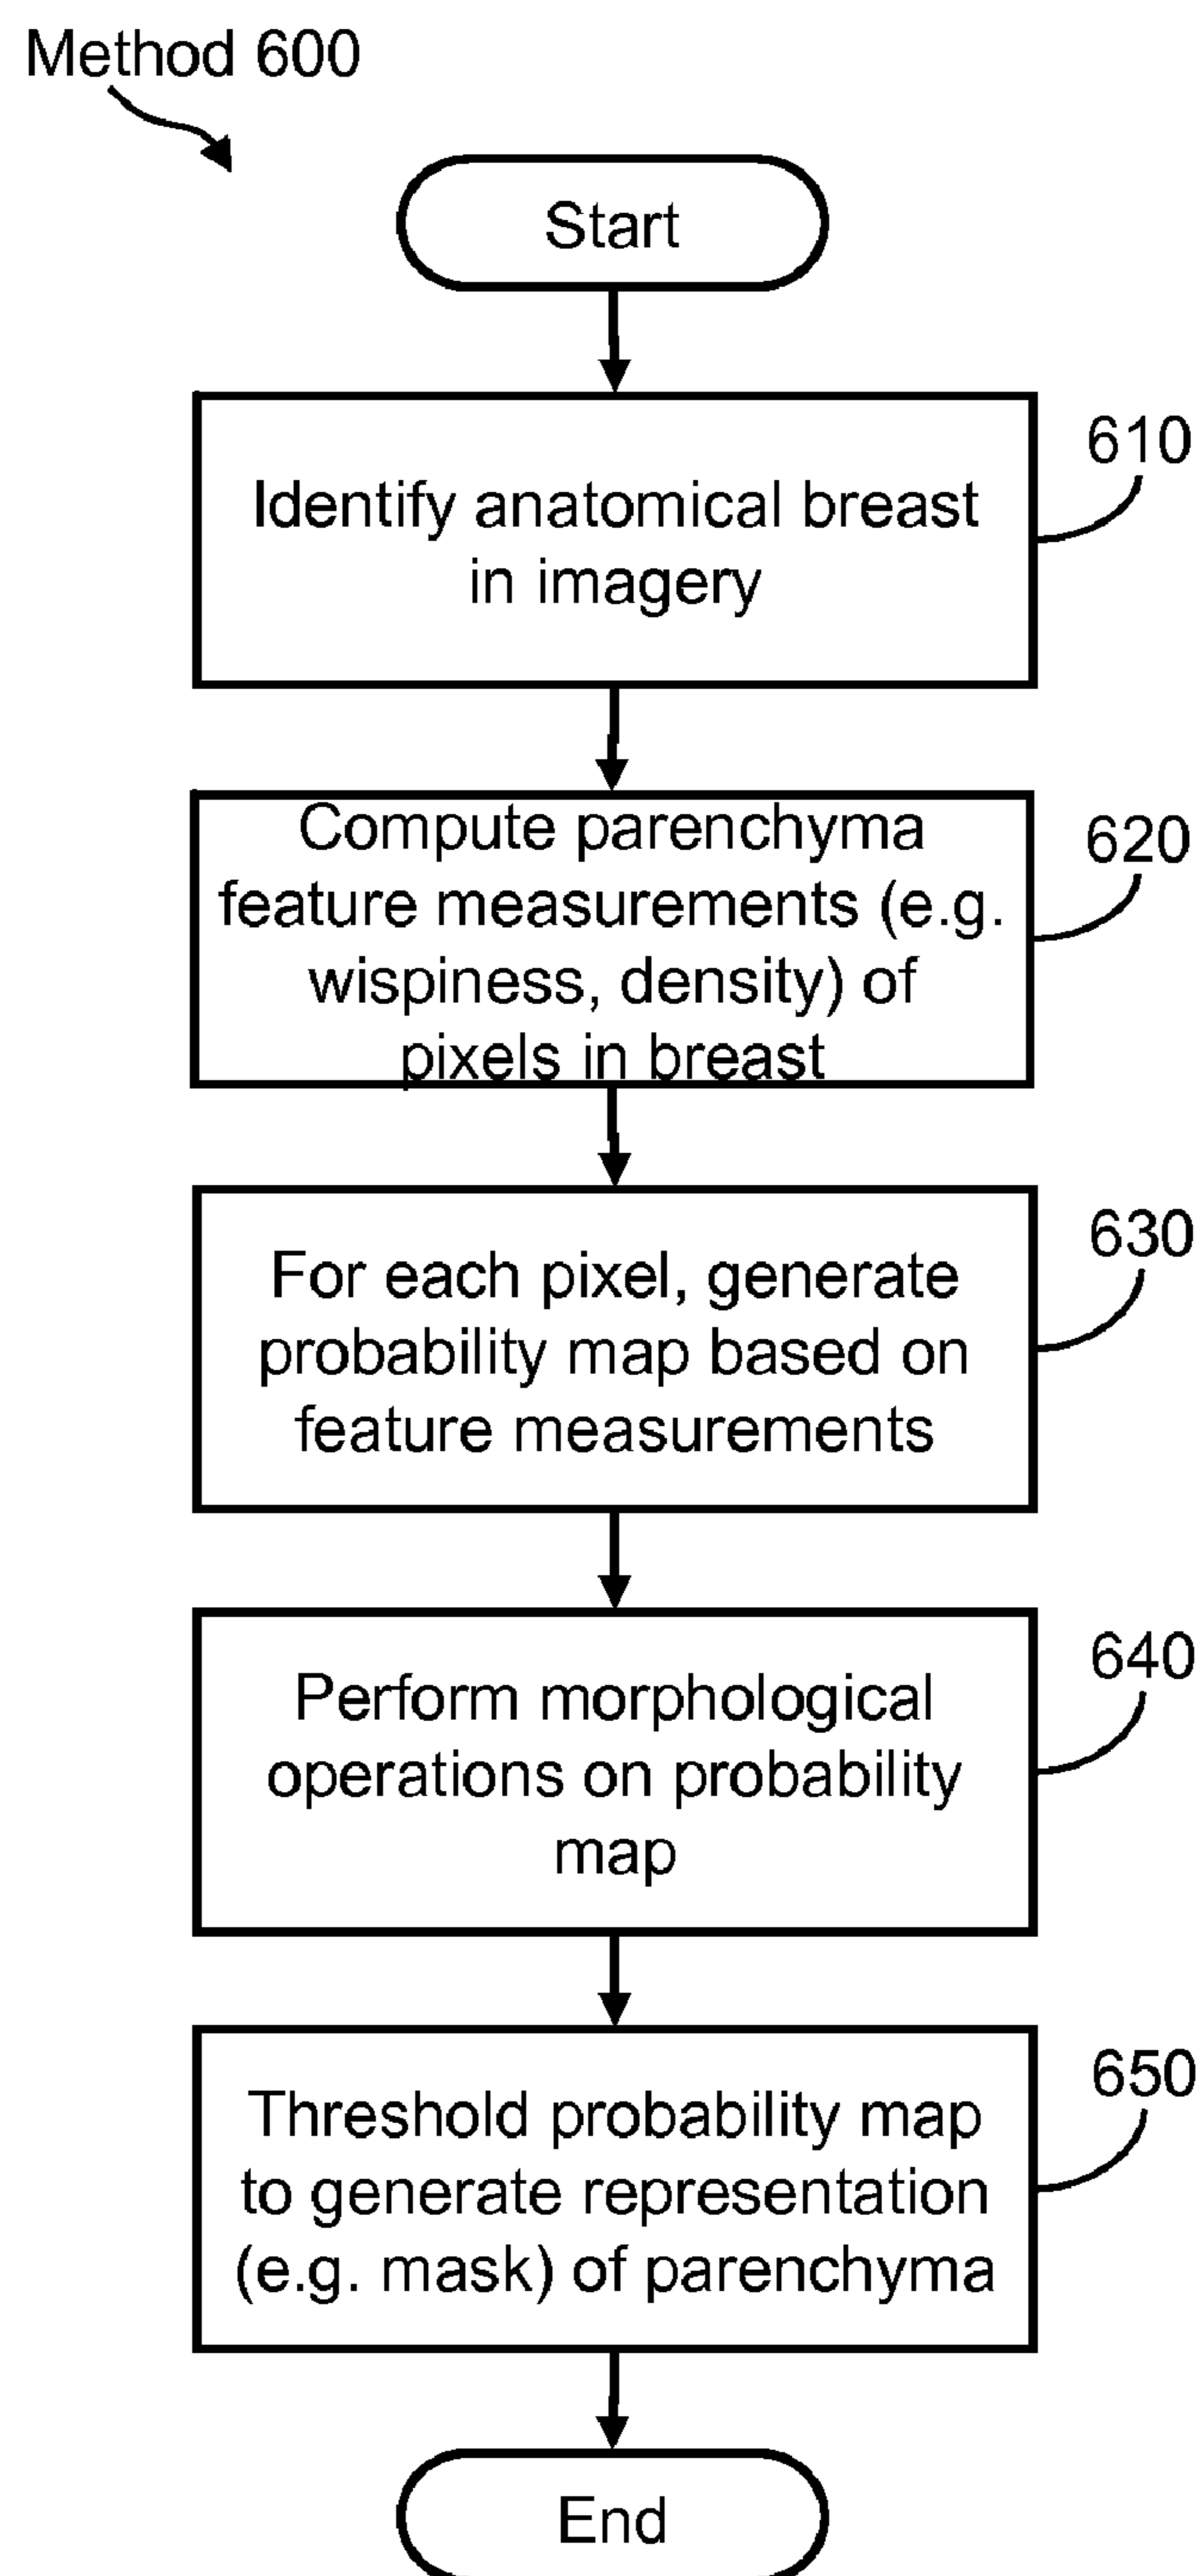 Method 600
Start
610
Identify anatomical breast
in imagery
620
Compute parenchyma
feature measurements (e.g.
wispiness, density) of
pixels in breast
630
For each pixel, generate
probability map based on
feature measurements
640
Perform morphological
operations on probability
map
650
Threshold probability map
to generate representation
(e.g. mask) of parenchyma
End